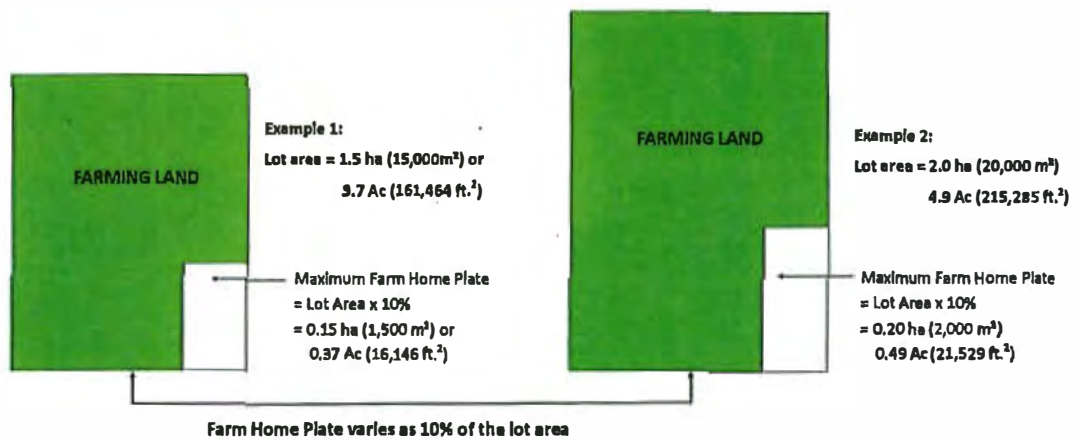 FARMING LAND
Example 1:
Lot area = 1.5 ha (15,000m²) or
3.7 Ac (161,464 ft.²)
Maximum Farm Home Plate
= Lot Area x 10%
= 0.15 ha (1,500 m²) or
0.37 Ac (16,146 ft.²)
FARMING LAND
Example 2:
Lot area = 2.0 ha (20,000 m²)
4.9 Ac (215,285 ft.²)
Maximum Farm Home Plate
= Lot Area x 10%
= 0.20 ha (2,000 m²)
0.49 Ac (21,529 ft.²)
Farm Home Plate varies as 10% of the lot area